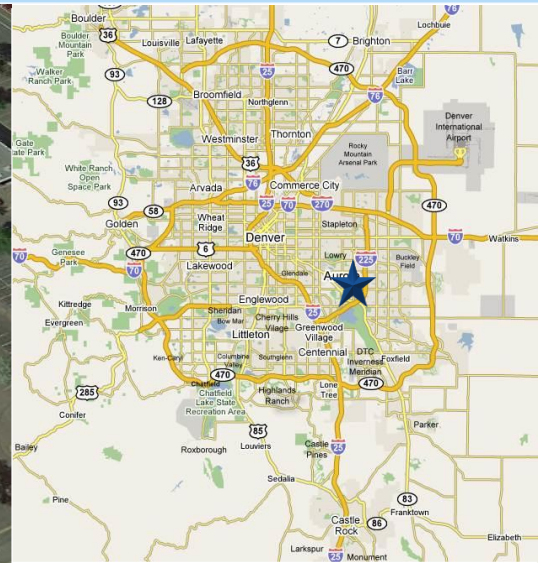 Boulder
36
Boulder
Mountain
Park
Louisville
Lafayette
7
Brighton
Lochbuie
76
Walker
Ranch Park
93
25
470
Barr
Lake
128
Broomfield
Northglenn
76
Denver
International
Airport
Gate
State Park
Westminster
Thornton
Rocky
Mountain
Arsenal Park
White Ranch
Open
Space Park
36
Arvada
76
Commerce City
25
70
270
93
58
Golden
Wheat
Ridge
Stapleton
470
70
Watkins
Denver
70
Genesee
Park
470
6
Lowry
225
Buckley
Field
70
Lakewood
Glendale
Kittredge
Morrison
Englewood
Evergreen
Sheridan
Bow Mar
Cherry Hills
Village
25
Greenwood
Village
Littleton
Centennial
DTC
Inverness
Meridian
Foxfield
Ken-Caryl
Columbine
Valley
Southglenn
470
Chatfield
Chatfield
Lake State
Recreation Area
Highlands
Ranch
Lone
Tree
470
285
Conifer
85
Parker
Bailey
Roxborough
Louviers
Castle
Pines
25
Sedalia
Pine
83
Franktown
Castle
Rock
86
Elizabeth
Larkspur
25
Monument